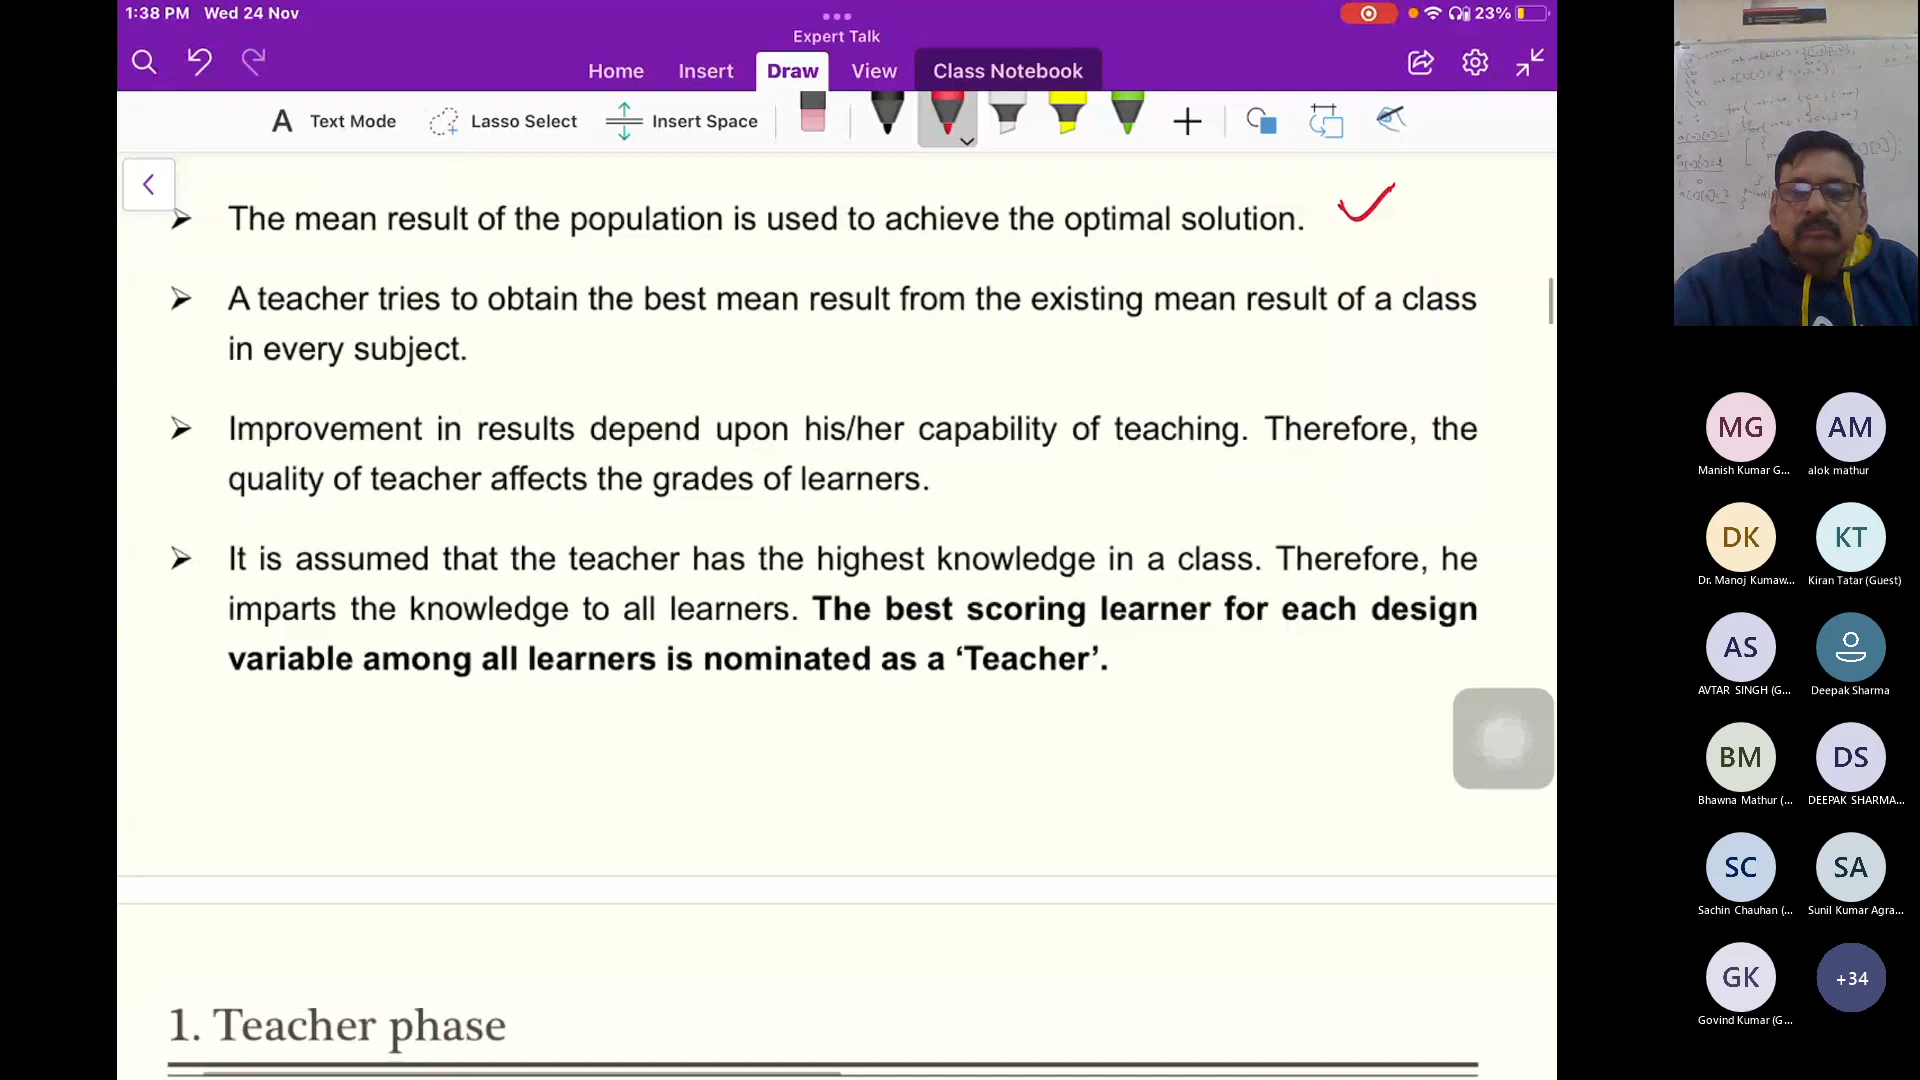 1:38 PM Wed 24 Nov
23%
Expert Talk
Home Insert Draw View Class Notebook
A Text Mode Lasso Select Insert Space
➢ The mean result of the population is used to achieve the optimal solution.
➢ A teacher tries to obtain the best mean result from the existing mean result of a class
in every subject.
➢ Improvement in results depend upon his/her capability of teaching. Therefore, the
quality of teacher affects the grades of learners.
➢ It is assumed that the teacher has the highest knowledge in a class. Therefore, he
imparts the knowledge to all learners. The best scoring learner for each design
variable among all learners is nominated as a ‘Teacher’.
1. Teacher phase
MG AM
Manish Kumar G... alok mathur
DK KT
Dr. Manoj Kumaw... Kiran Tatar (Guest)
AS
AVTAR SINGH (G... Deepak Sharma
BM DS
Bhawna Mathur (... DEEPAK SHARMA...
SC SA
Sachin Chauhan (... Sunil Kumar Agra...
GK +34
Govind Kumar (G...